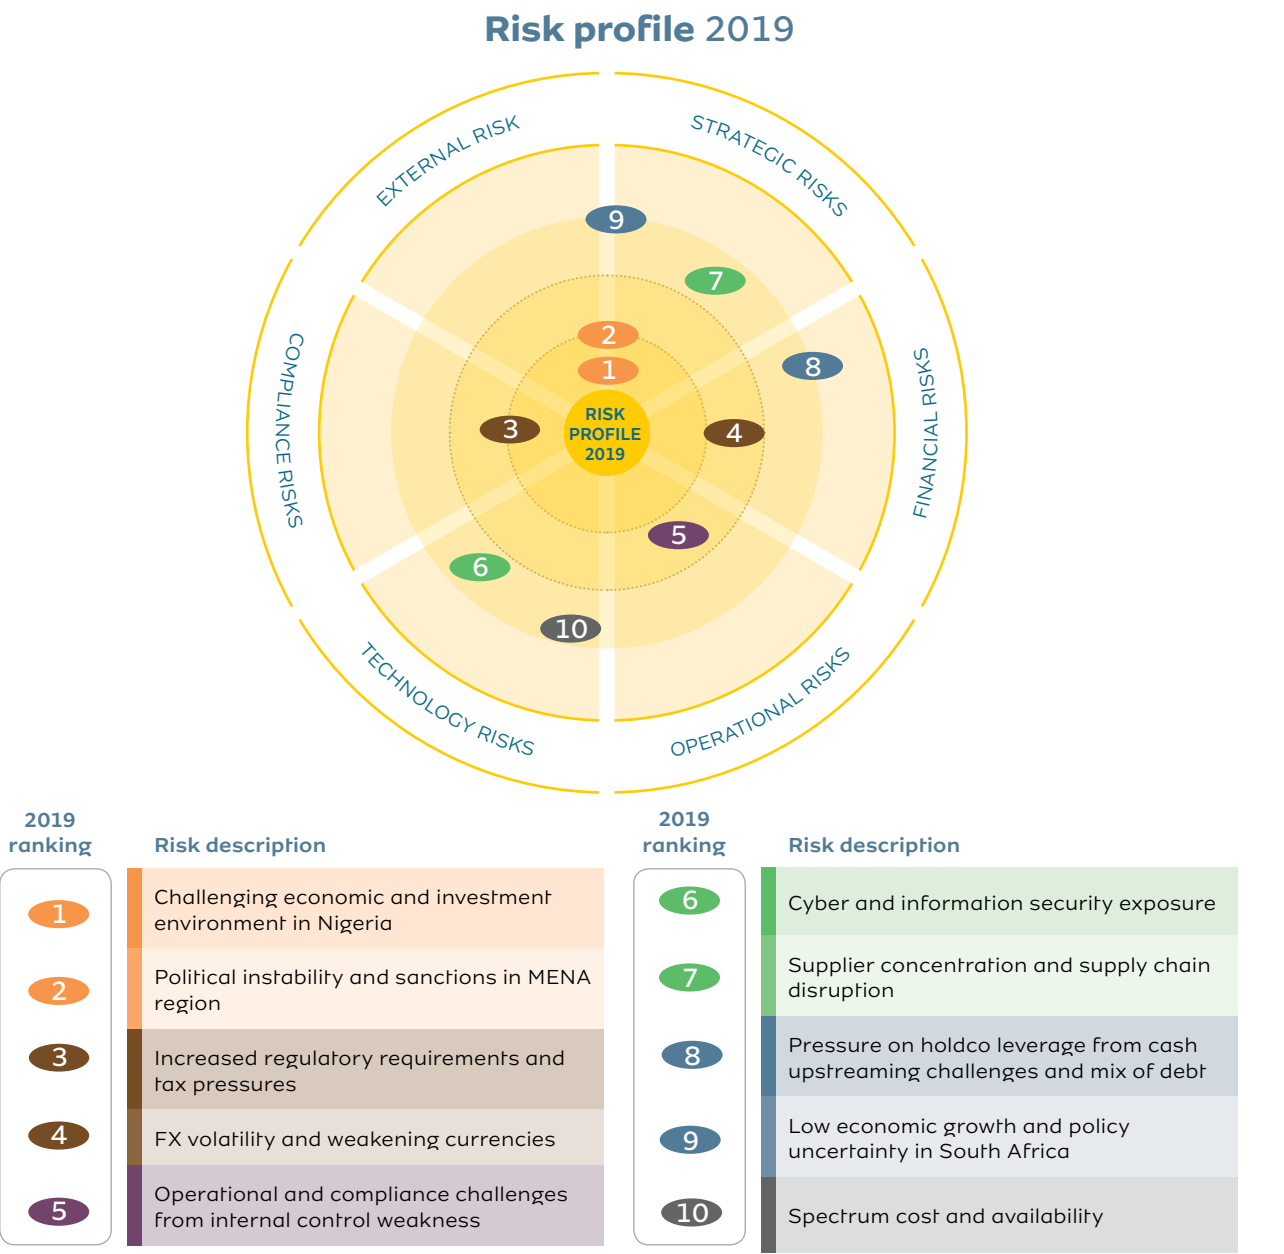 Risk profile 2019
EXTERNAL RISK
STRATEGIC RISKS
COMPLIANCE RISKS
FINANCIAL RISKS
TECHNOLOGY RISKS
OPERATIONAL RISKS
9
7
2
8
1
RISK
PROFILE
2019
3
4
5
6
10
2019
ranking
Risk description
1
Challenging economic and investment
environment in Nigeria
2
Political instability and sanctions in MENA
region
3
Increased regulatory requirements and
tax pressures
4
FX volatility and weakening currencies
5
Operational and compliance challenges
from internal control weakness
2019
ranking
Risk description
6
Cyber and information security exposure
7
Supplier concentration and supply chain
disruption
8
Pressure on holdco leverage from cash
upstreaming challenges and mix of debt
9
Low economic growth and policy
uncertainty in South Africa
10
Spectrum cost and availability